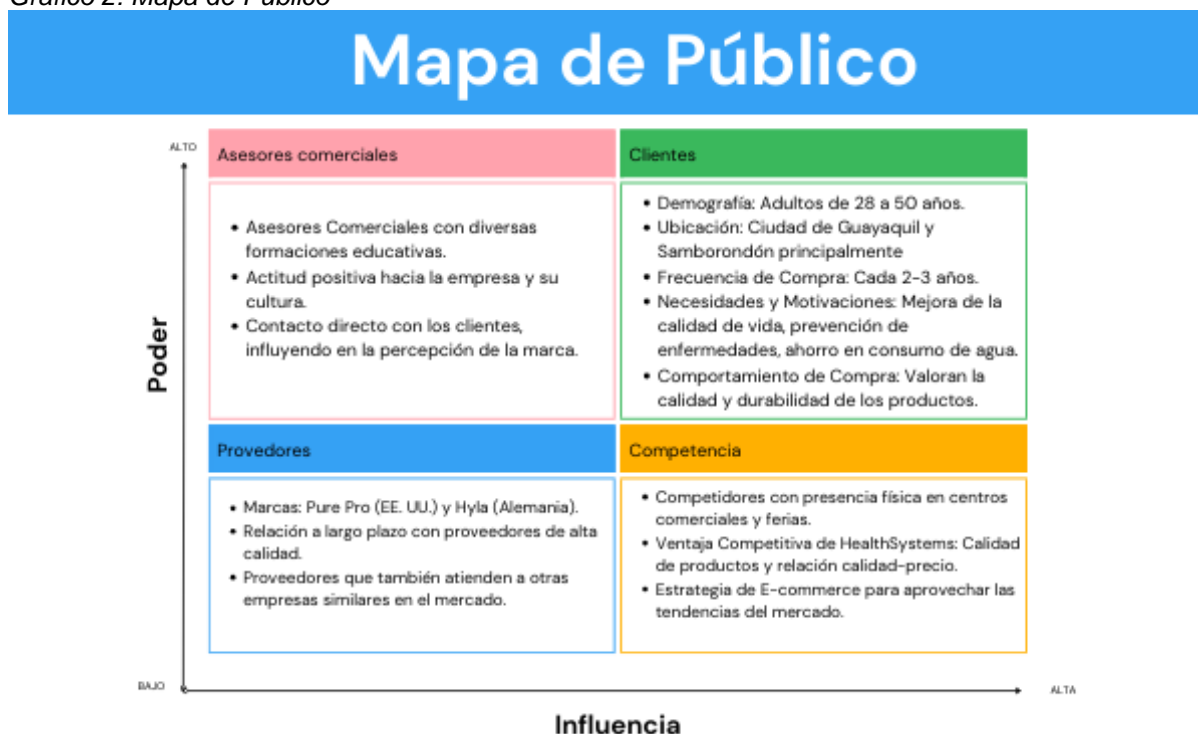 Gráfico 2: Mapa de Público
Mapa de Público
ALTO
Poder
BAJO
Asesores comerciales
• Asesores Comerciales con diversas
formaciones educativas.
• Actitud positiva hacia la empresa y su
cultura.
• Contacto directo con los clientes,
influyendo en la percepción de la marca.
Clientes
• Demografía: Adultos de 28 a 50 años.
• Ubicación: Ciudad de Guayaquil y
Samborondón principalmente
• Frecuencia de Compra: Cada 2-3 años.
• Necesidades y Motivaciones: Mejora de la
calidad de vida, prevención de
enfermedades, ahorro en consumo de agua.
• Comportamiento de Compra: Valoran la
calidad y durabilidad de los productos.
Provedores
• Marcas: Pure Pro (EE. UU.) y Hyla (Alemania).
• Relación a largo plazo con proveedores de alta
calidad.
• Proveedores que también atienden a otras
empresas similares en el mercado.
Competencia
• Competidores con presencia física en centros
comerciales y ferias.
• Ventaja Competitiva de HealthSystems: Calidad
de productos y relación calidad-precio.
• Estrategia de E-commerce para aprovechar las
tendencias del mercado.
ALTA
Influencia